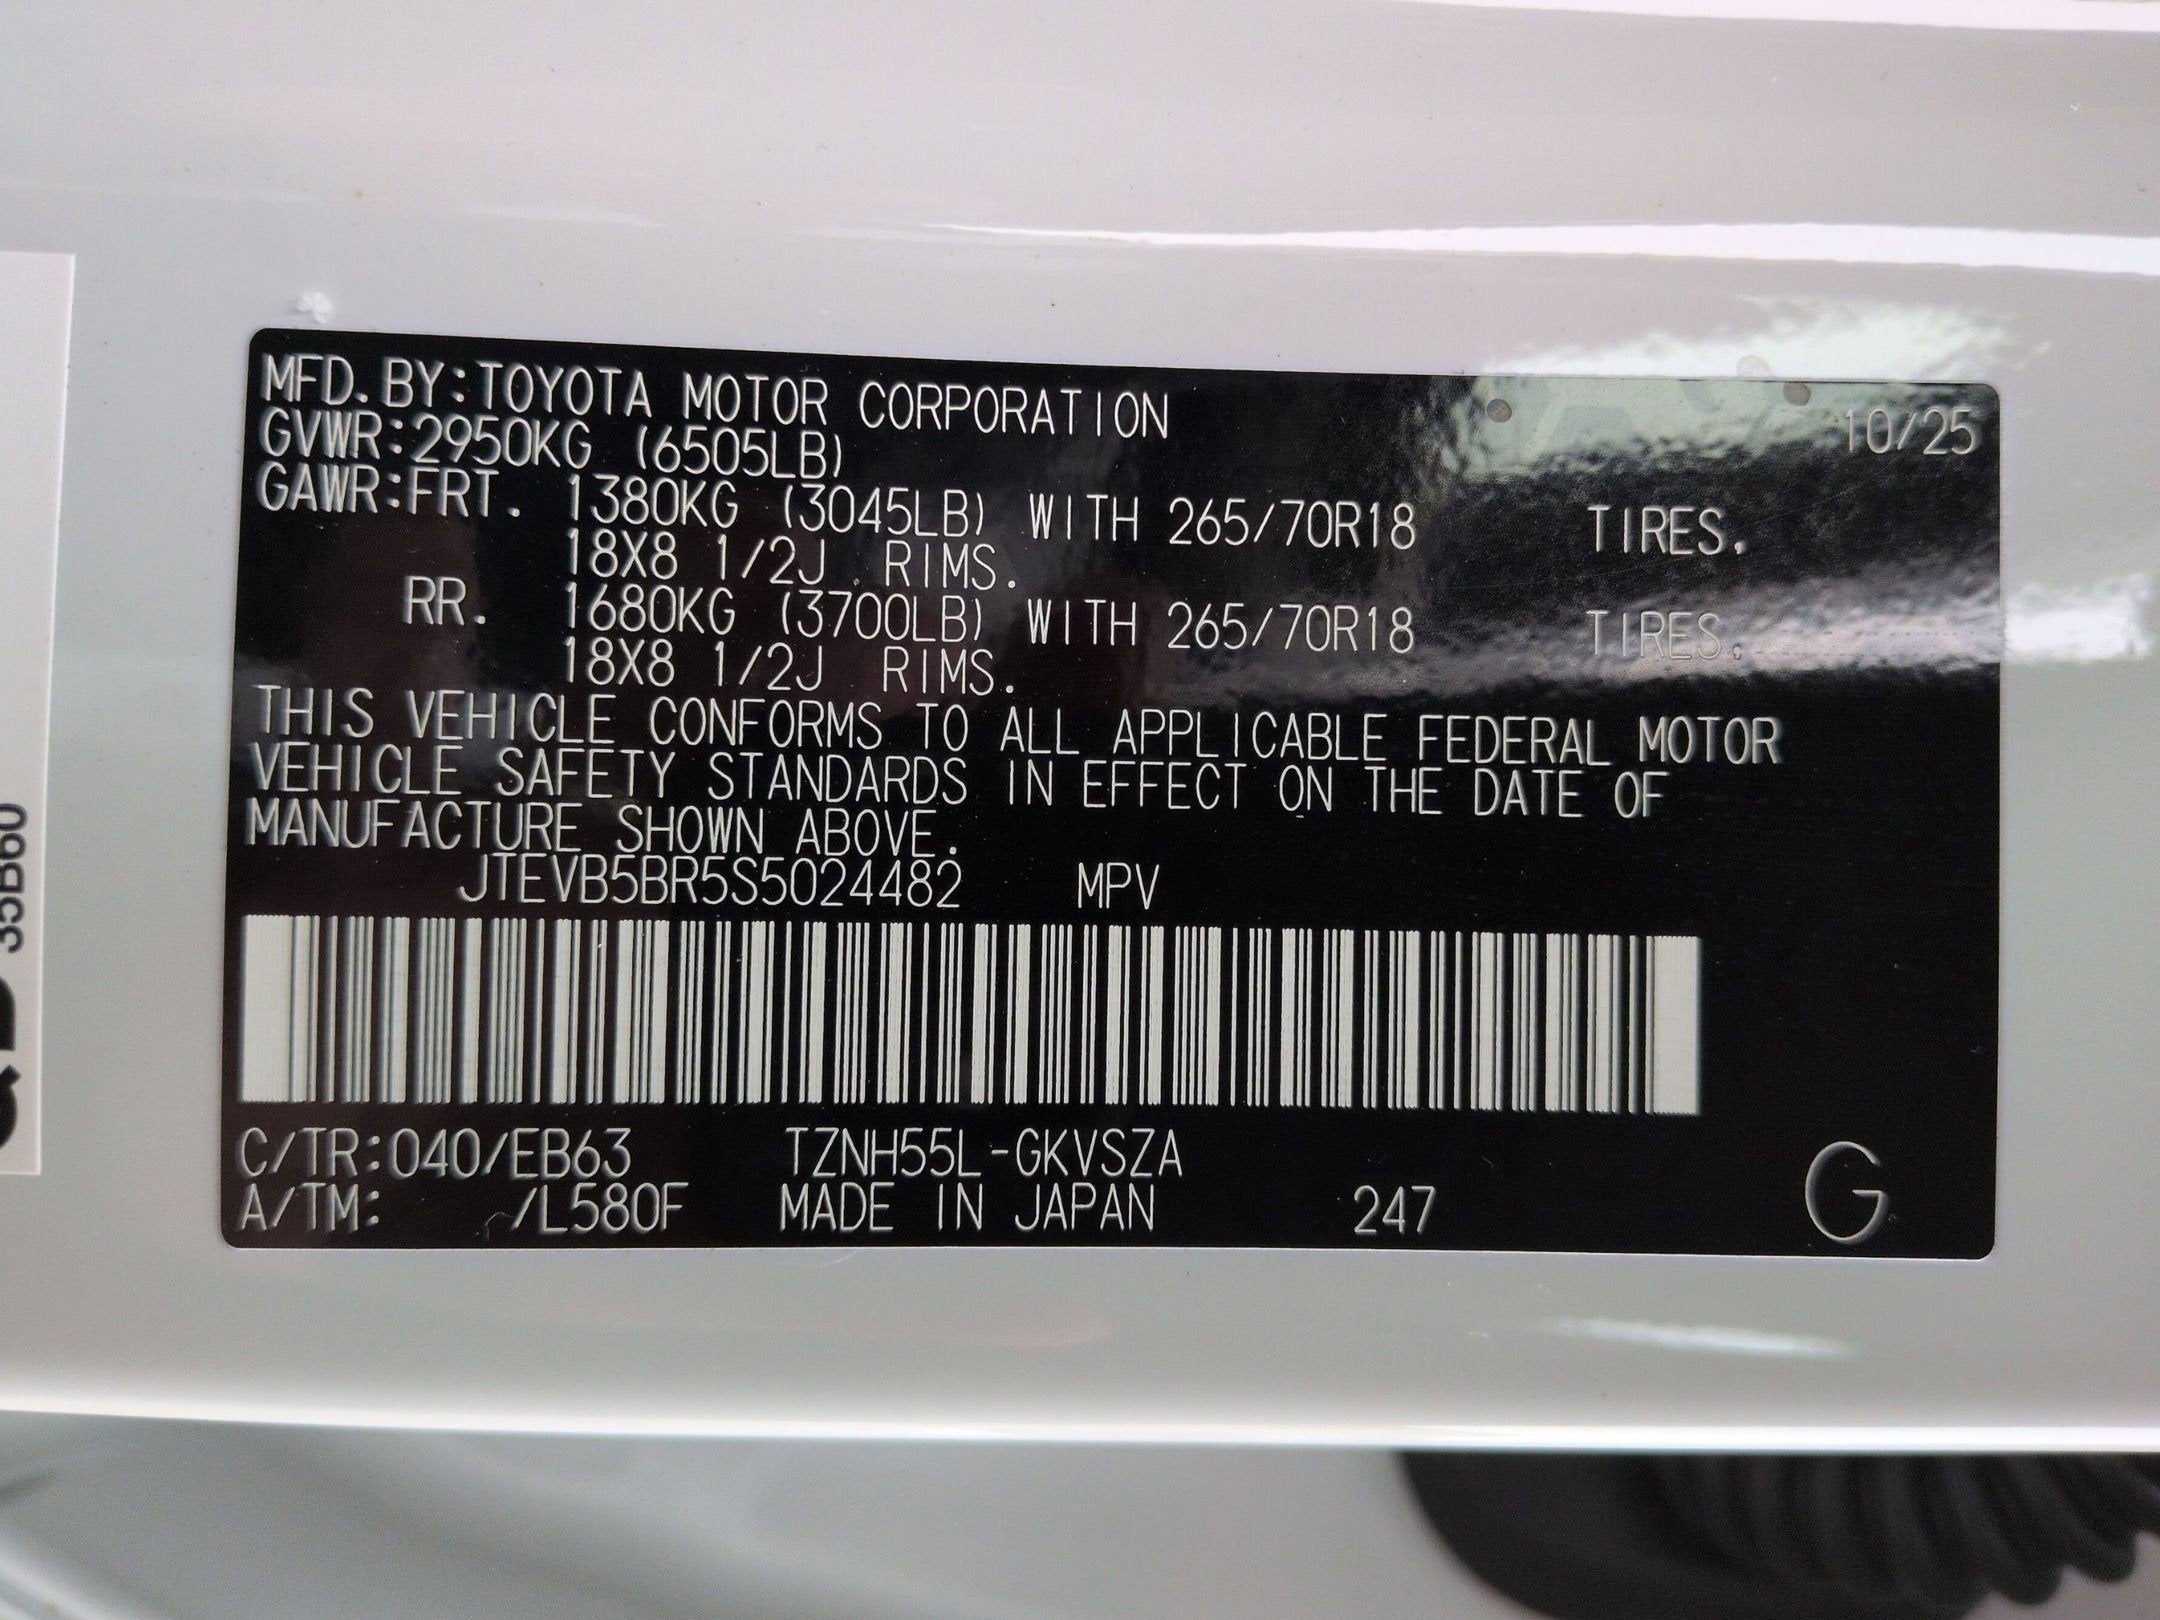 MFD.BY:TOYOTA MOTOR CORPORATION 10/25
GVWR:2950KG (6505LB)
GAWR:FRT. 1380KG (3045LB) WITH 265/70R18 TIRES.
18X8 1/2J RIMS.
RR. 1680KG (3700LB) WITH 265/70R18 TIRES.
18X8 1/2J RIMS.
THIS VEHICLE CONFORMS TO ALL APPLICABLE FEDERAL MOTOR
VEHICLE SAFETY STANDARDS IN EFFECT ON THE DATE OF
MANUFACTURE SHOWN ABOVE.
JTEVB5BR5S5024482 MPV
C/TR:040/EB63 TZNH55L-GKVSZA
A/TM: /L580F MADE IN JAPAN 247 G
35B60